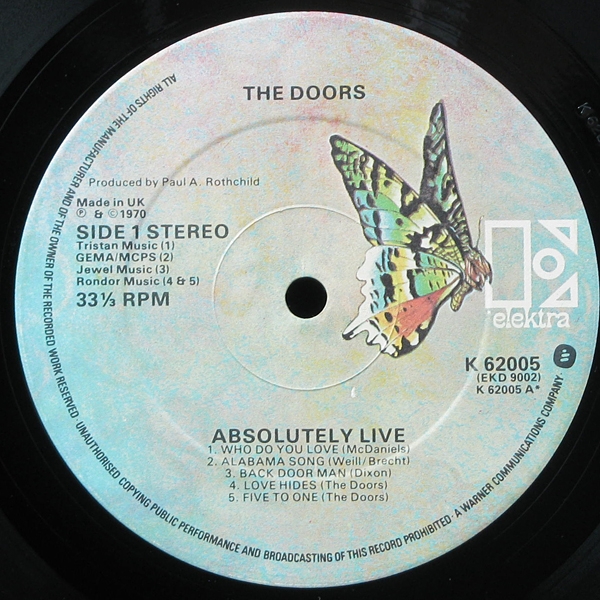 THE DOORS
Produced by Paul A. Rothchild
Made in UK
℗ & © 1970
SIDE 1 STEREO
Tristan Music (1)
GEMA/MCPS (2)
Jewel Music (3)
Rondor Music (4 & 5)
33⅓ RPM
elektra
K 62005
(EKD 9002)
K 62005 A*
ABSOLUTELY LIVE
1. WHO DO YOU LOVE (McDaniels)
2. ALABAMA SONG (Weill/Brecht)
3. BACK DOOR MAN (Dixon)
4. LOVE HIDES (The Doors)
5. FIVE TO ONE (The Doors)
ALL RIGHTS OF THE MANUFACTURER AND OF THE OWNER OF THE RECORDED WORK RESERVED · UNAUTHORISED COPYING PUBLIC PERFORMANCE AND BROADCASTING OF THIS RECORD PROHIBITED · A WARNER COMMUNICATIONS COMPANY